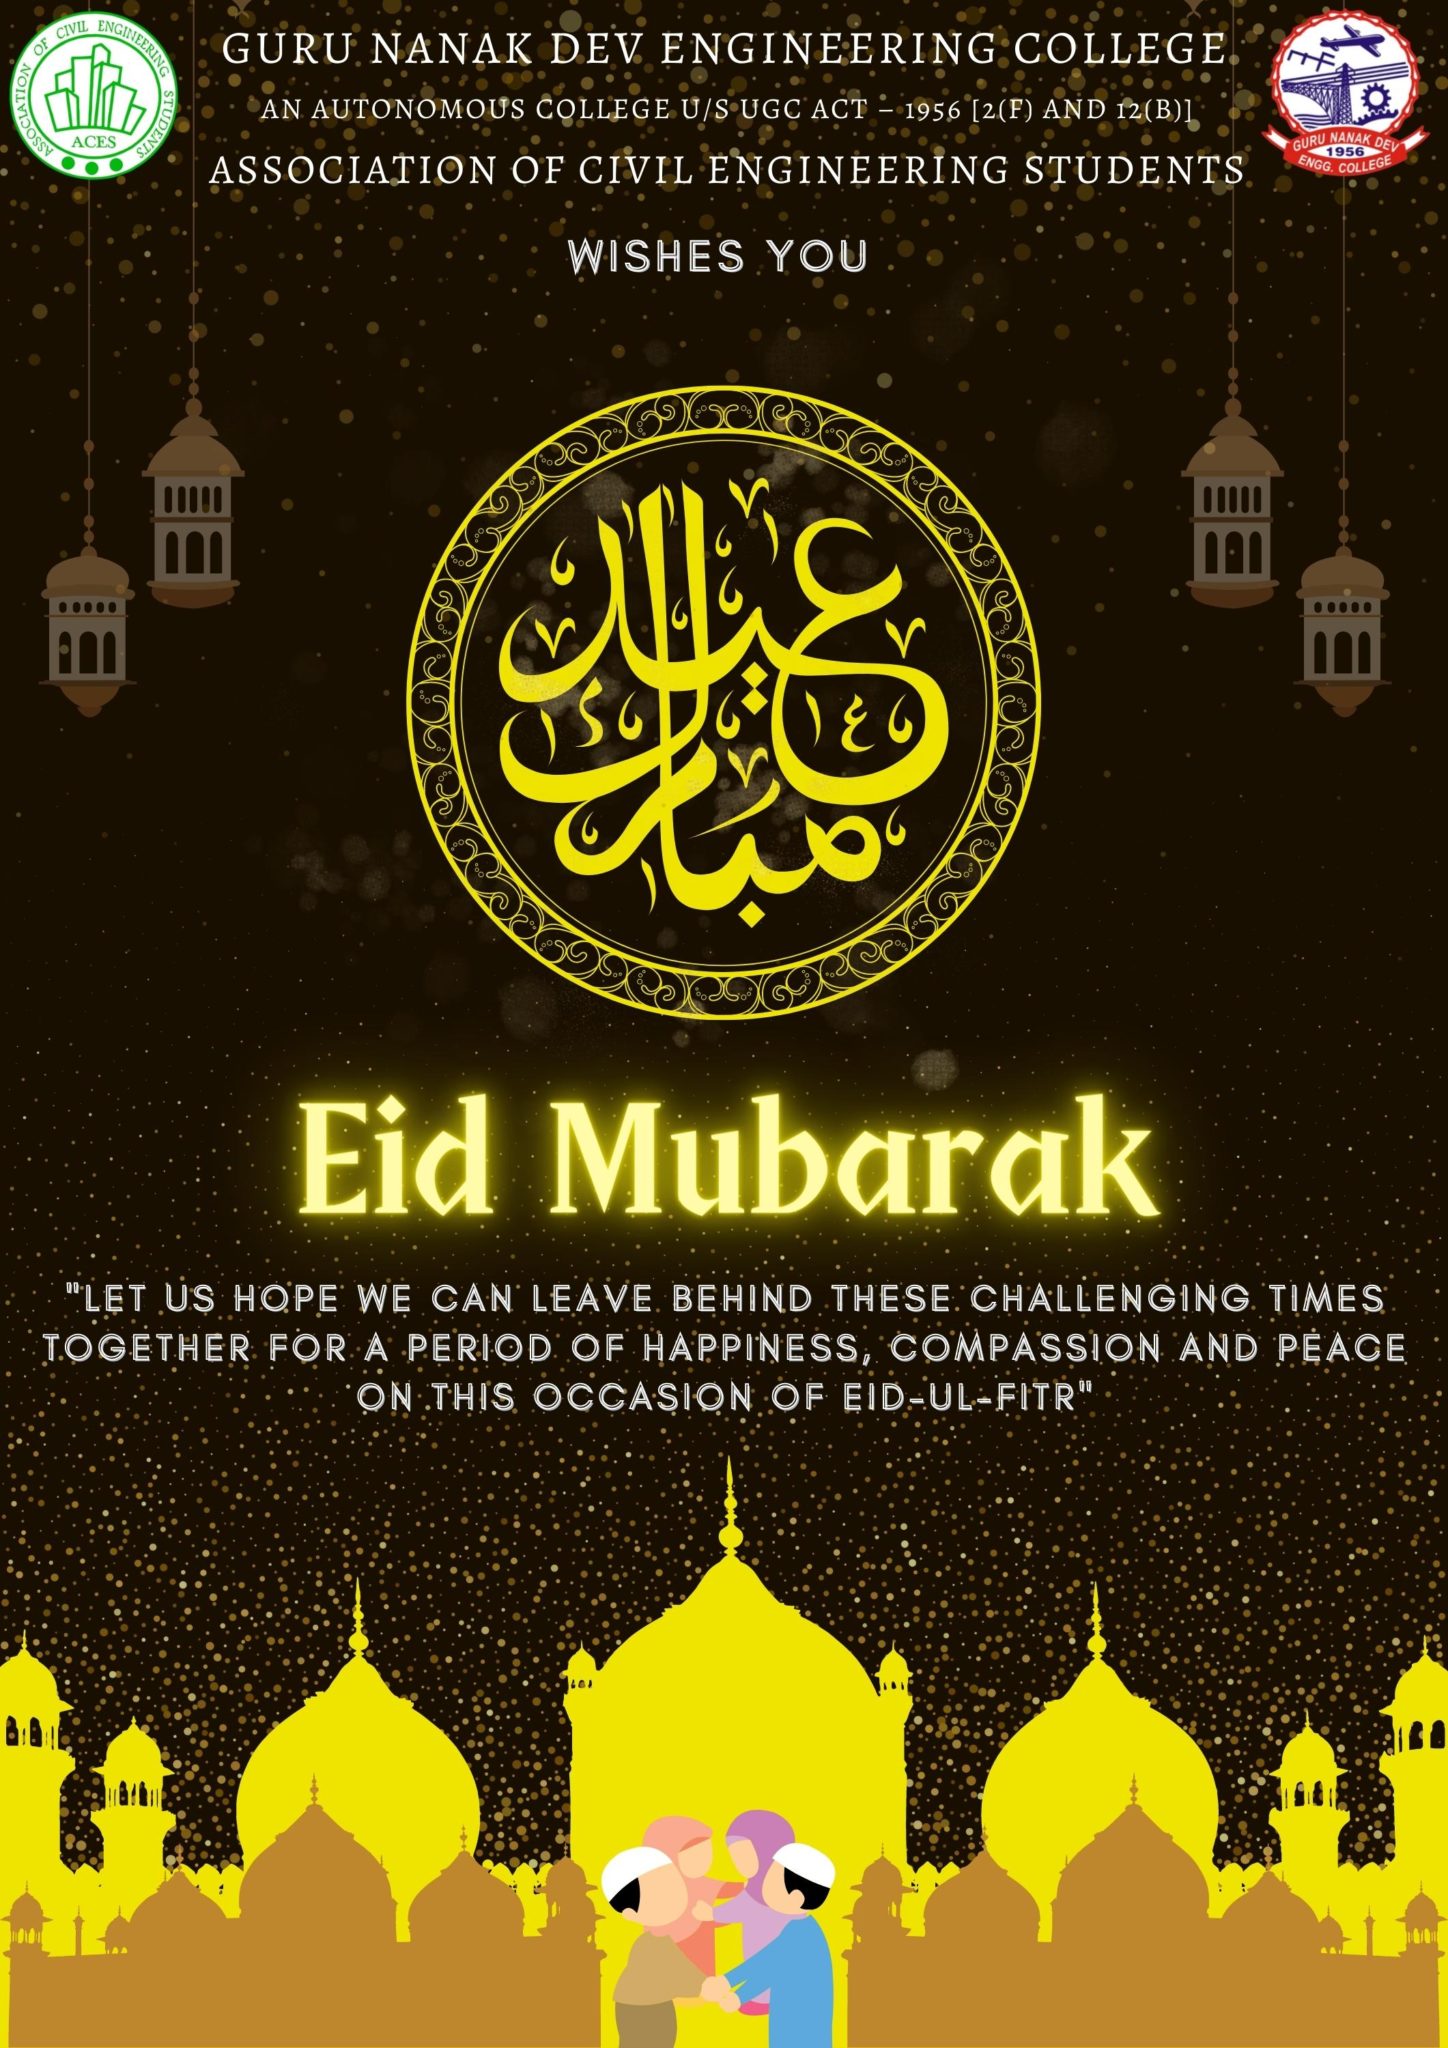 ASSOCIATION OF CIVIL ENGINEERING STUDENTS
ACES
GURU NANAK DEV ENGINEERING COLLEGE
AN AUTONOMOUS COLLEGE U/S UGC ACT – 1956 [2(F) AND 12(B)]
ASSOCIATION OF CIVIL ENGINEERING STUDENTS
GURU NANAK DEV
1956
ENGG. COLLEGE
WISHES YOU
عيد
مبارك
Eid Mubarak
"LET US HOPE WE CAN LEAVE BEHIND THESE CHALLENGING TIMES
TOGETHER FOR A PERIOD OF HAPPINESS, COMPASSION AND PEACE
ON THIS OCCASION OF EID-UL-FITR"